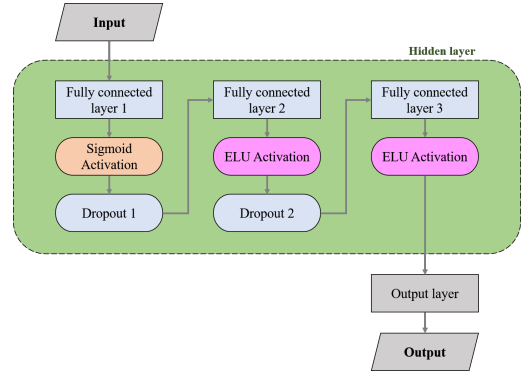 Input
Hidden layer
Fully connected
layer 1
Sigmoid
Activation
Dropout 1
Fully connected
layer 2
ELU Activation
Dropout 2
Fully connected
layer 3
ELU Activation
Output layer
Output